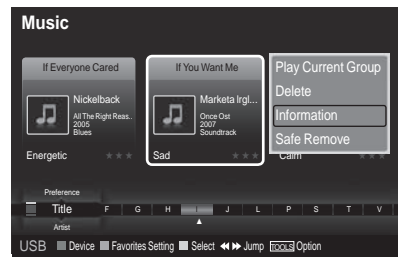 Music
If Everyone Cared
Nickelback
All The Right Reas..
2005
Blues
Energetic
If You Want Me
Marketa Irgl...
Once Ost
2007
Soundtrack
Sad
Play Current Group
Delete
Information
Safe Remove
Calm
Preference
Title F G H I J L P S T V
Artist
USB Device Favorites Setting Select Jump TOOLS Option